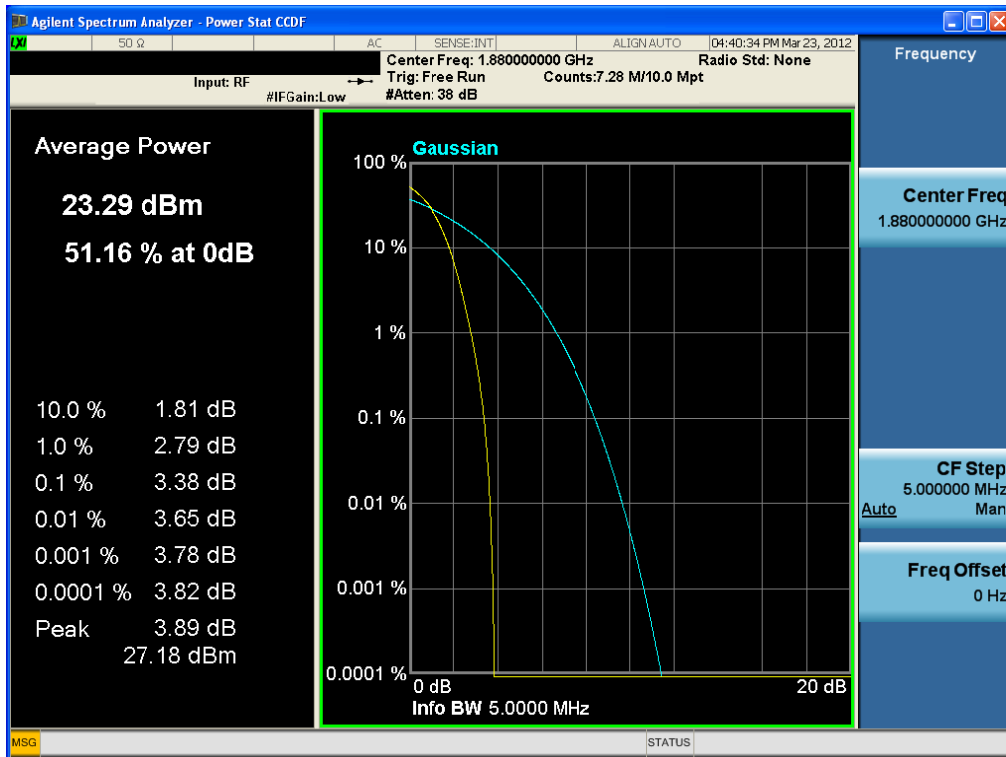 Agilent Spectrum Analyzer - Power Stat CCDF
LXI 50 Ω AC SENSE:INT ALIGN AUTO 04:40:34 PM Mar 23, 2012
Center Freq: 1.880000000 GHz Radio Std: None
Input: RF Trig: Free Run Counts:7.28 M/10.0 Mpt
#IFGain:Low #Atten: 38 dB
Frequency
Average Power
23.29 dBm
51.16 % at 0dB
10.0 % 1.81 dB
1.0 % 2.79 dB
0.1 % 3.38 dB
0.01 % 3.65 dB
0.001 % 3.78 dB
0.0001 % 3.82 dB
Peak 3.89 dB
27.18 dBm
Gaussian
100 %
10 %
1 %
0.1 %
0.01 %
0.001 %
0.0001 %
0 dB 20 dB
Info BW 5.0000 MHz
Center Freq
1.880000000 GHz
CF Step
5.000000 MHz
Auto Man
Freq Offset
0 Hz
MSG STATUS